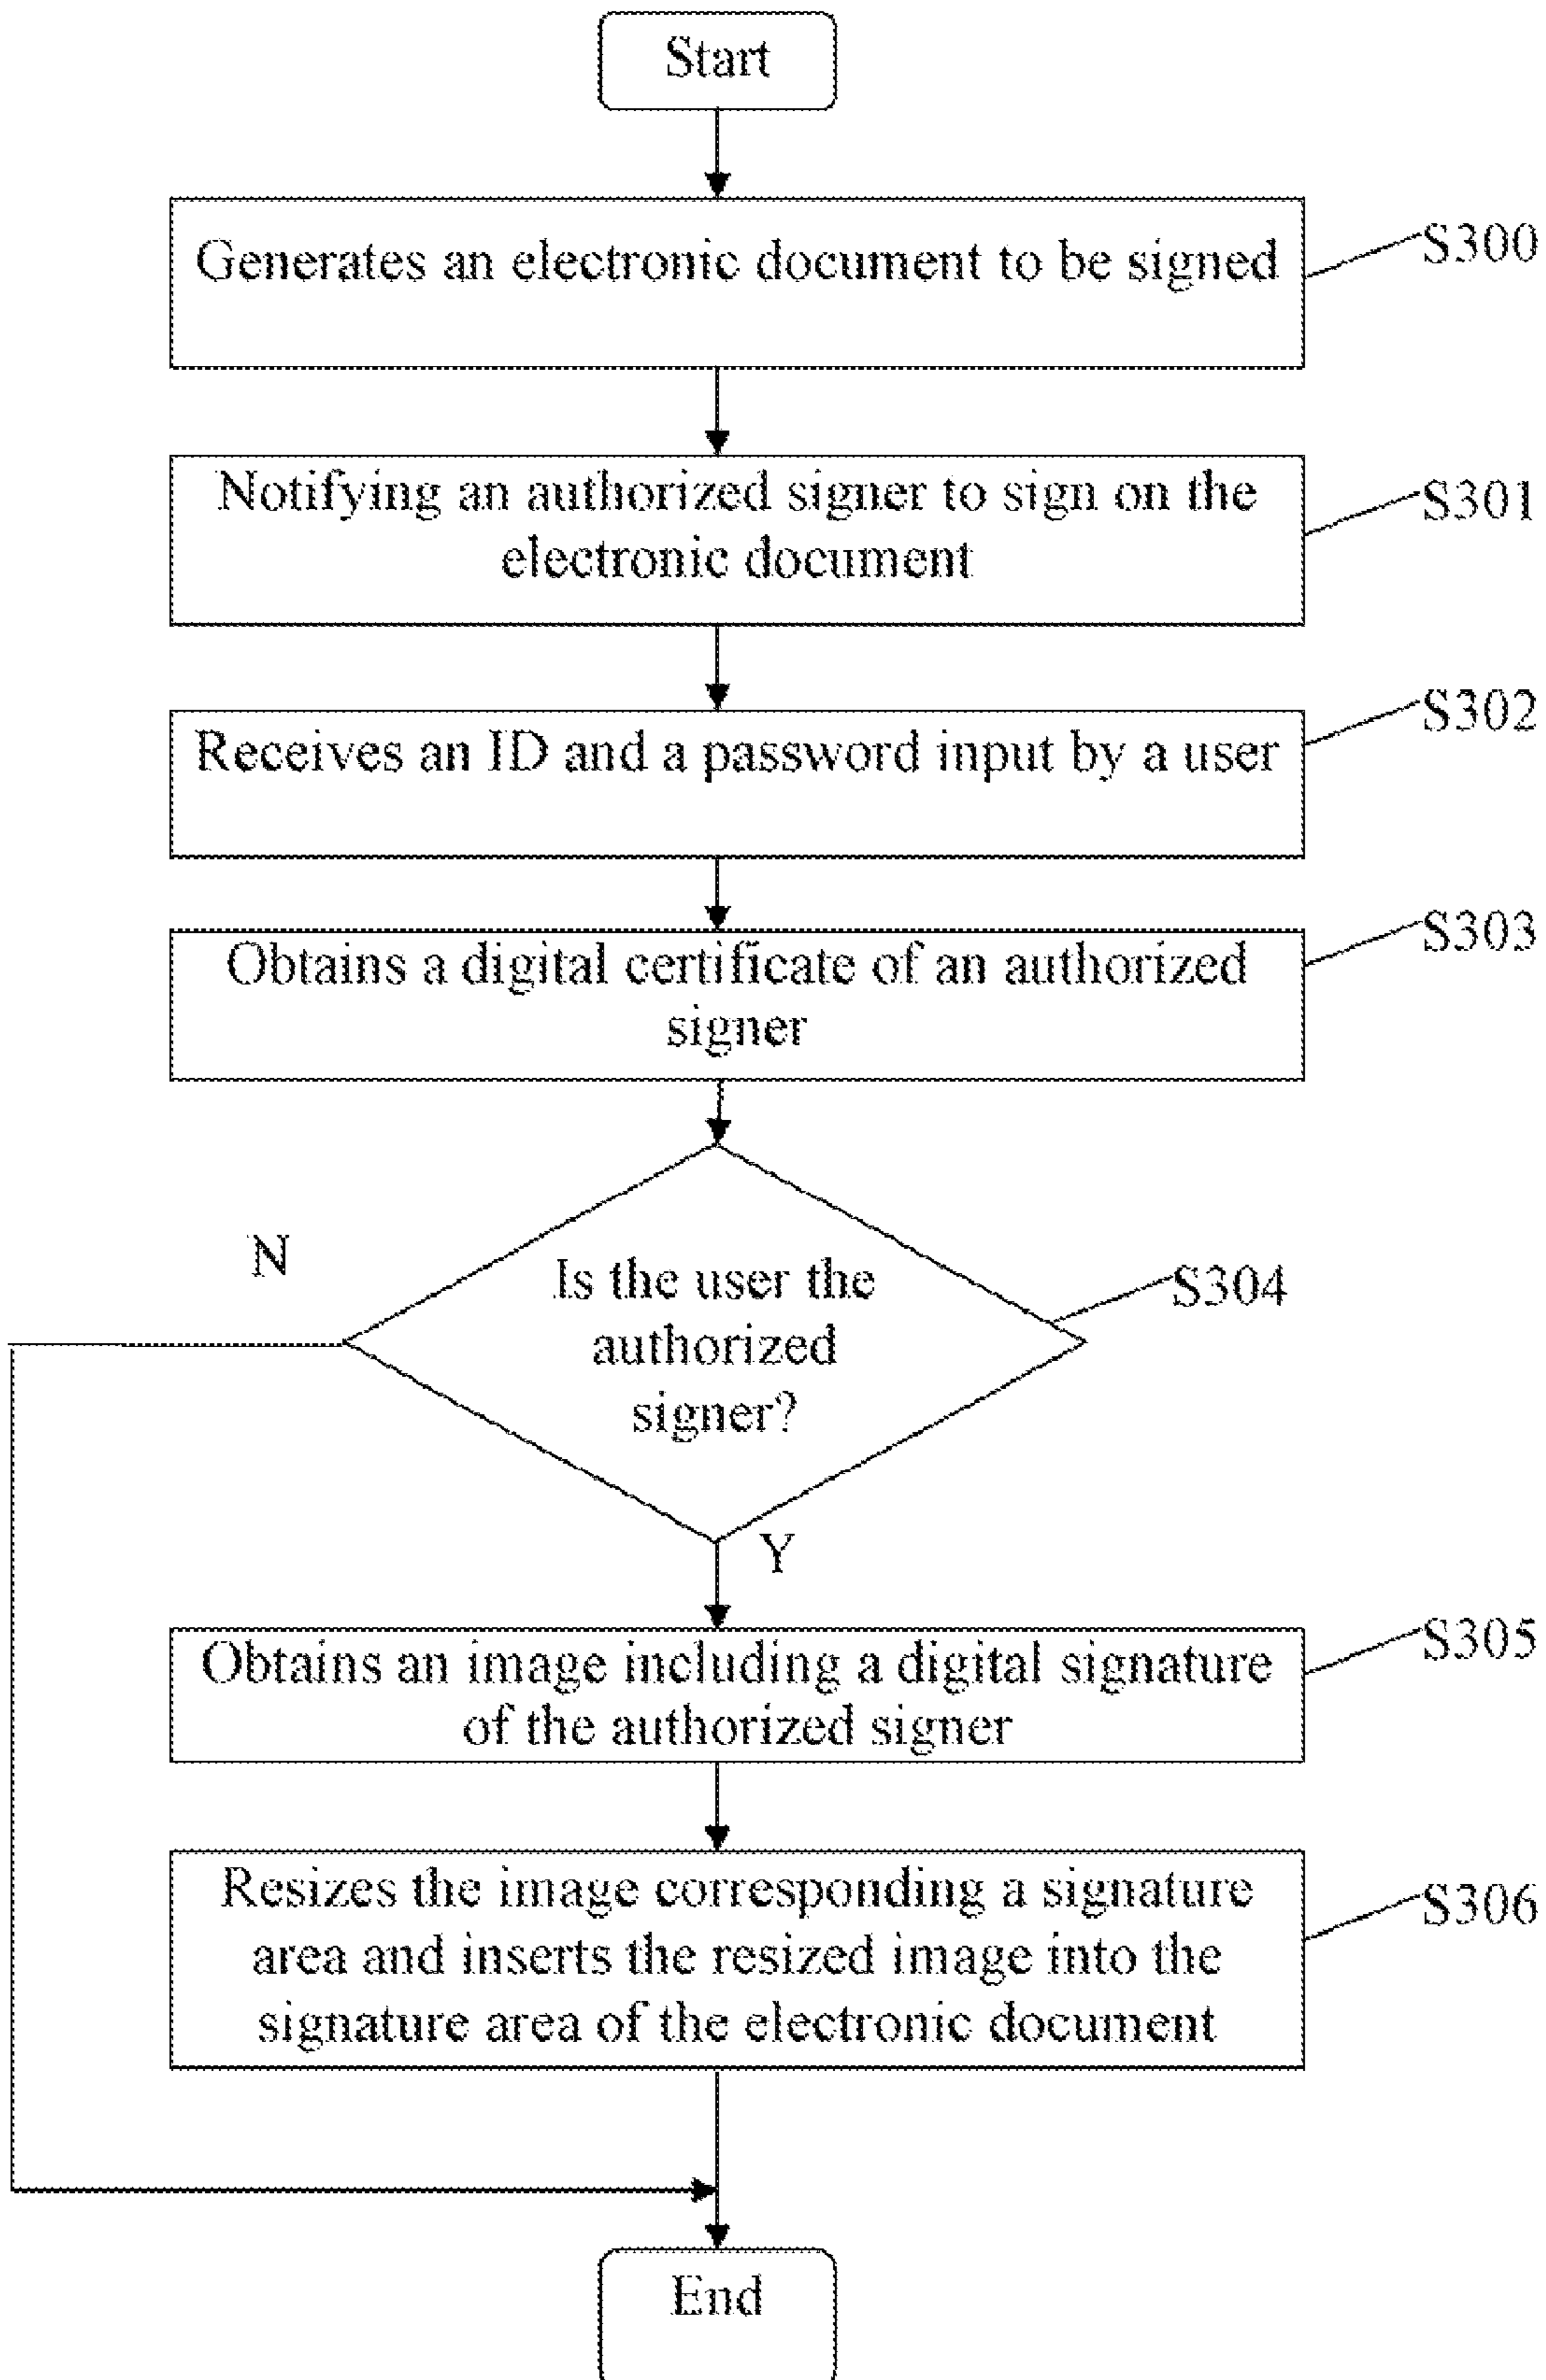 Start
Generates an electronic document to be signed
S300
Notifying an authorized signer to sign on the
electronic document
S301
Receives an ID and a password input by a user
S302
Obtains a digital certificate of an authorized
signer
S303
N
Is the user the
authorized
signer?
S304
Y
Obtains an image including a digital signature
of the authorized signer
S305
Resizes the image corresponding a signature
area and inserts the resized image into the
signature area of the electronic document
S306
End